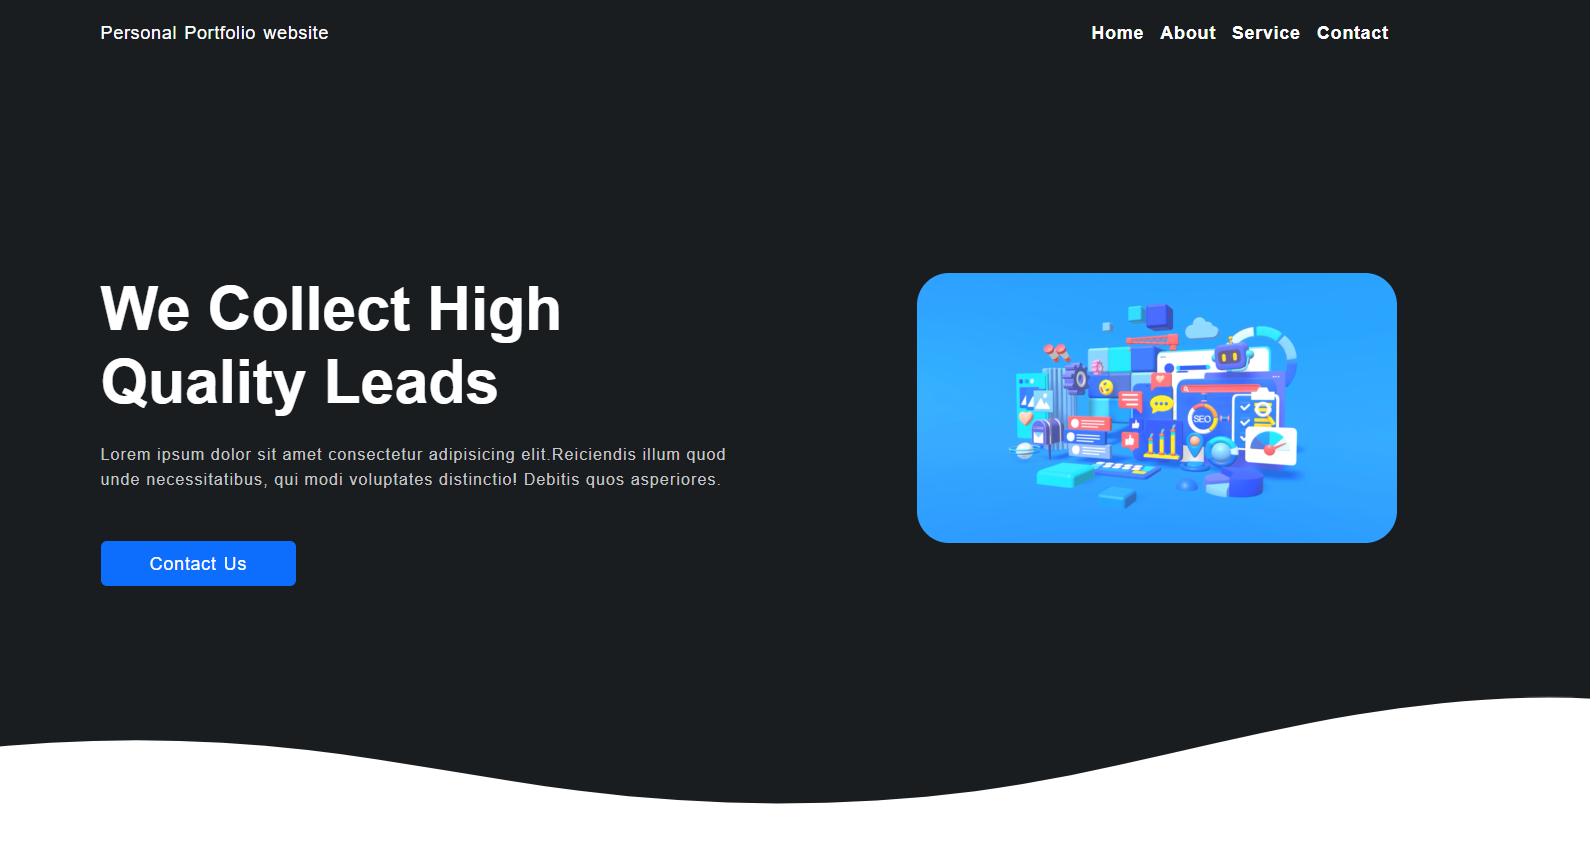 Personal Portfolio website
Home About Service Contact
We Collect High
Quality Leads
Lorem ipsum dolor sit amet consectetur adipisicing elit.Reiciendis illum quod
unde necessitatibus, qui modi voluptates distinctio! Debitis quos asperiores.
Contact Us
SEO